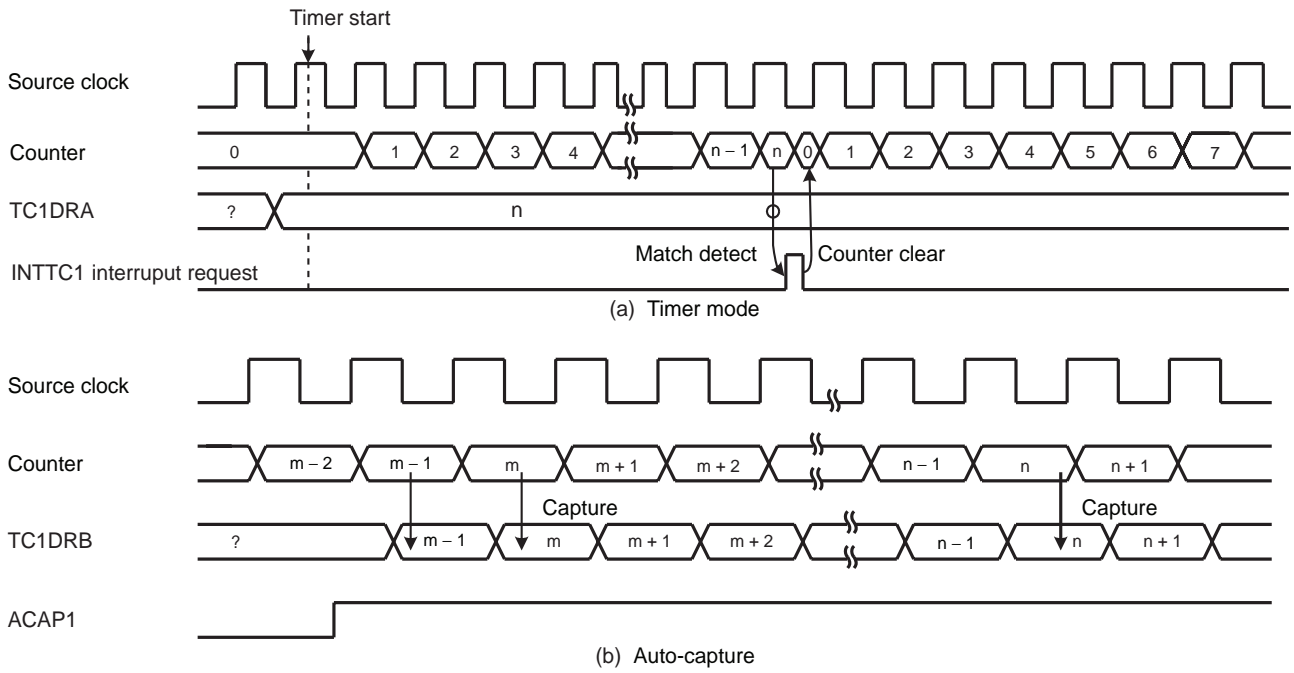 Timer start
Source clock
Counter
0 1 2 3 4 n – 1 n 0 1 2 3 4 5 6 7
TC1DRA
? n
Match detect Counter clear
INTTC1 interruput request
(a) Timer mode
Source clock
Counter
m – 2 m – 1 m m + 1 m + 2 n – 1 n n + 1
Capture Capture
TC1DRB
? m – 1 m m + 1 m + 2 n – 1 n n + 1
ACAP1
(b) Auto-capture